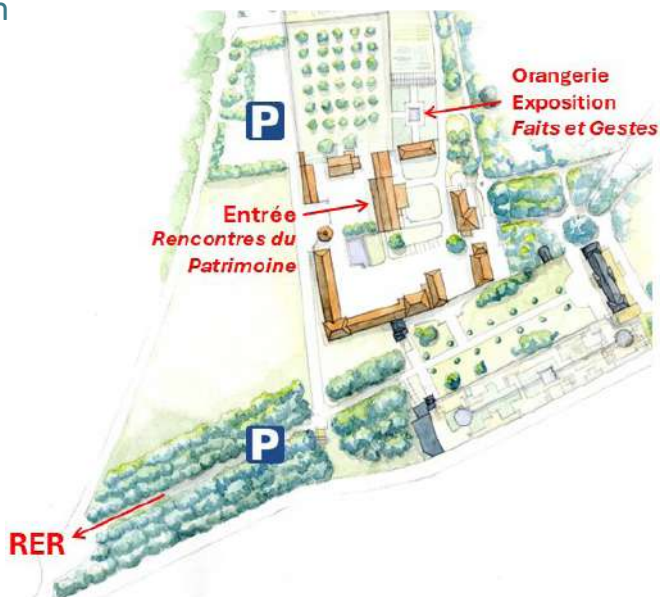 n
P
Orangerie
Exposition
Faits et Gestes
Entrée
Rencontres du
Patrimoine
P
RER